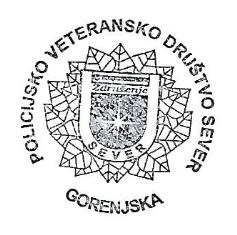 POLICIJSKO VETERANSKO DRUŠTVO SEVER
Združenje
SEVER
GORENJSKA